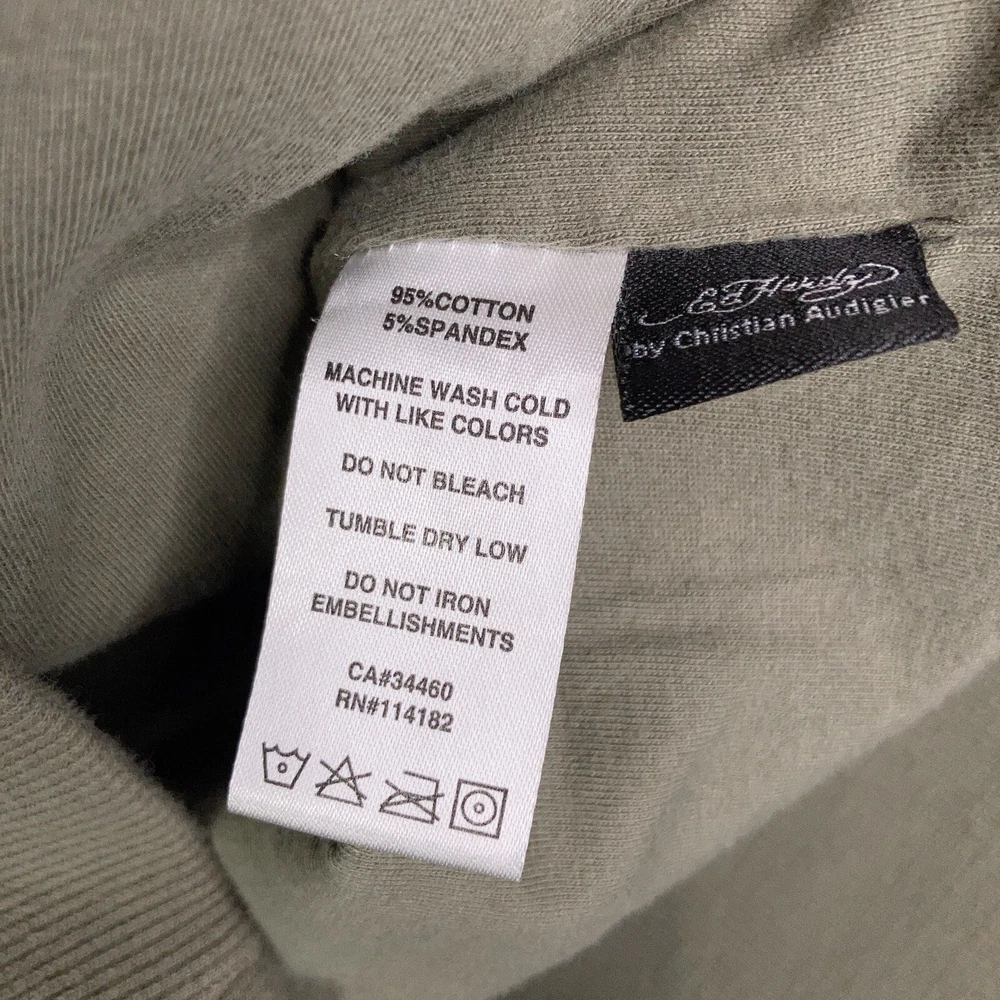 95%COTTON
5%SPANDEX
MACHINE WASH COLD
WITH LIKE COLORS
DO NOT BLEACH
TUMBLE DRY LOW
DO NOT IRON
EMBELLISHMENTS
CA#34460
RN#114182
Ed Hardy
by Christian Audigier